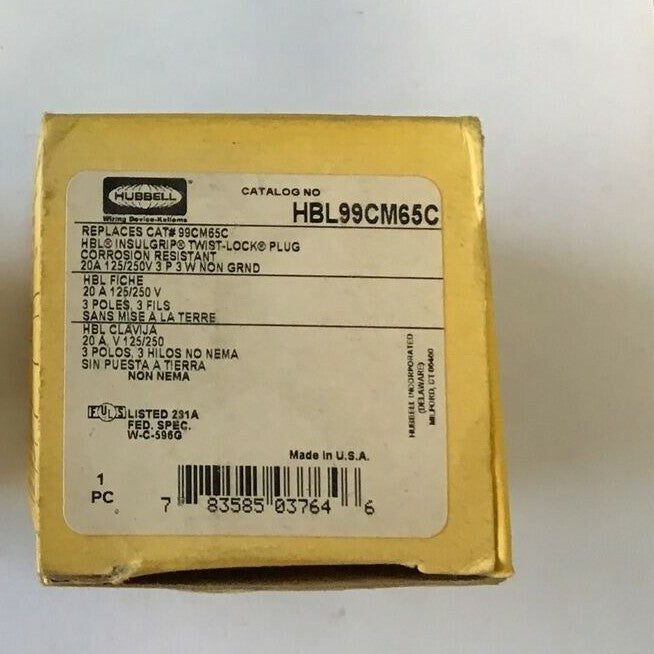 HUBBELL
Wiring Device-Kellems
CATALOG NO
HBL99CM65C
REPLACES CAT# 99CM65C
HBL® INSULGRIP® TWIST-LOCK® PLUG
CORROSION RESISTANT
20A 125/250V 3 P 3 W NON GRND
HBL FICHE
20 A 125/250 V
3 POLES, 3 FILS
SANS MISE A LA TERRE
HBL CLAVIJA
20 A, V 125/250
3 POLOS, 3 HILOS NO NEMA
SIN PUESTA A TIERRA
NON NEMA
HUBBELL INCORPORATED
(DELAWARE)
MILFORD, CT 06460
LISTED 291A
FED. SPEC.
W-C-596G
Made in U.S.A.
1
PC
7 83585 03764 6